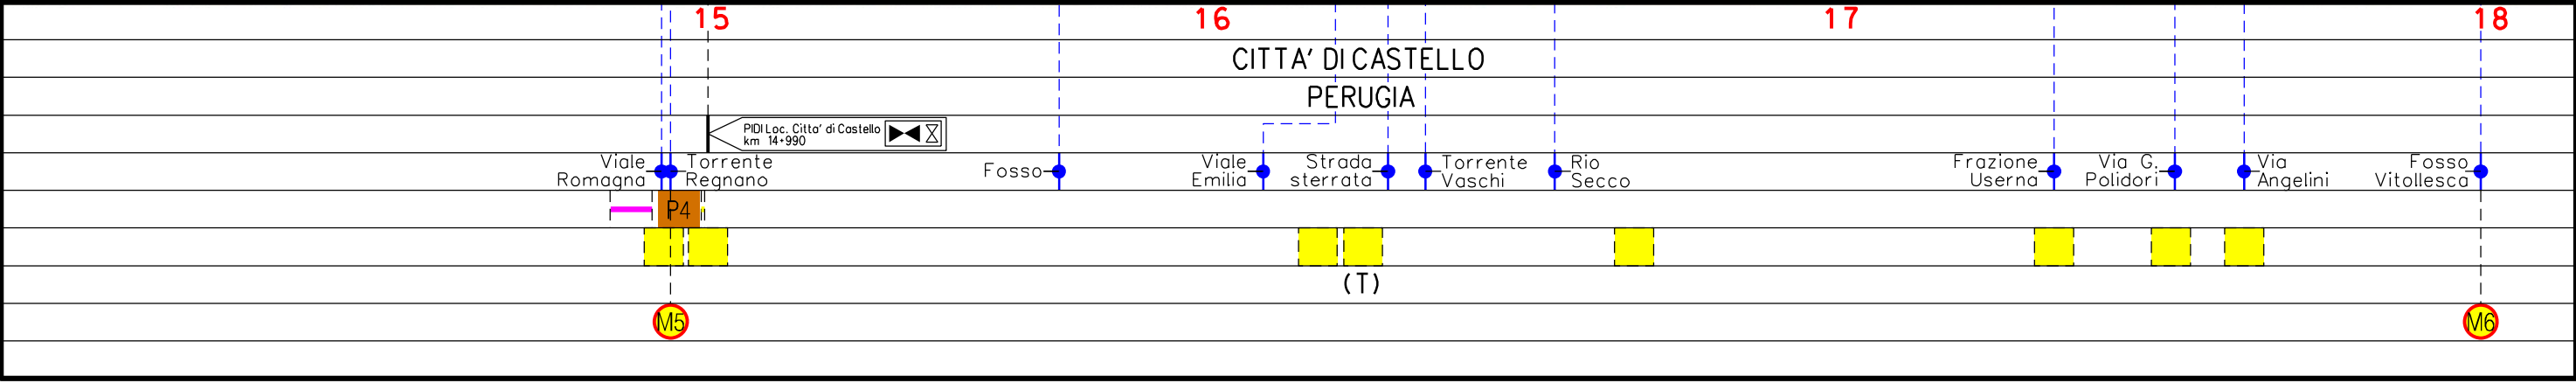 15 16 17 18
CITTA' DI CASTELLO
PERUGIA
PIDI Loc. Citta' di Castello
km 14+990
Viale
Romagna
Torrente
Regnano
Fosso
Viale
Emilia
Strada
sterrata
Torrente
Vaschi
Rio
Secco
Frazione
Userna
Via G.
Polidori
Via
Angelini
Fosso
Vitollesca
P4
(T)
M5 M6